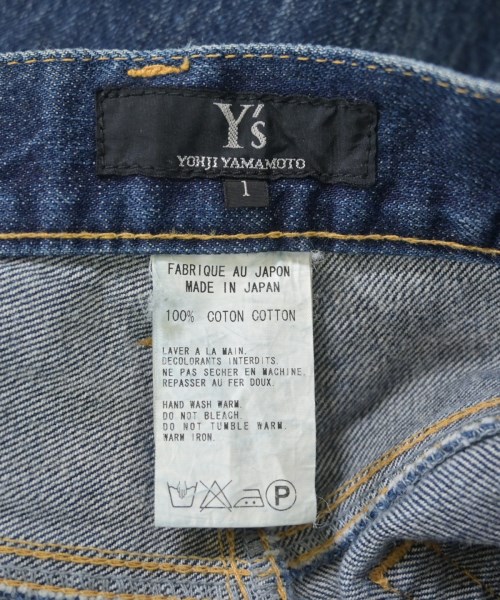 Y's
YOHJI YAMAMOTO
1
FABRIQUE AU JAPON
MADE IN JAPAN
100% COTON COTTON
LAVER A LA MAIN.
DECOLORANTS INTERDITS.
NE PAS SECHER EN MACHINE.
REPASSER AU FER DOUX.
HAND WASH WARM.
DO NOT BLEACH.
DO NOT TUMBLE WARM.
WARM IRON.
P